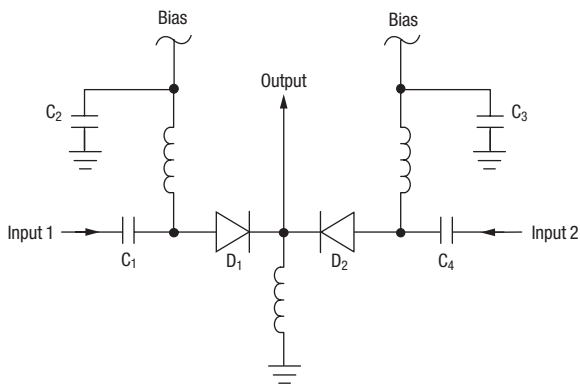 Bias
Bias
Output
C2
C3
Input 1
C1
D1
D2
C4
Input 2